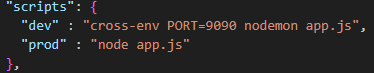 "scripts": {
"dev" : "cross-env PORT=9090 nodemon app.js",
"prod" : "node app.js"
},